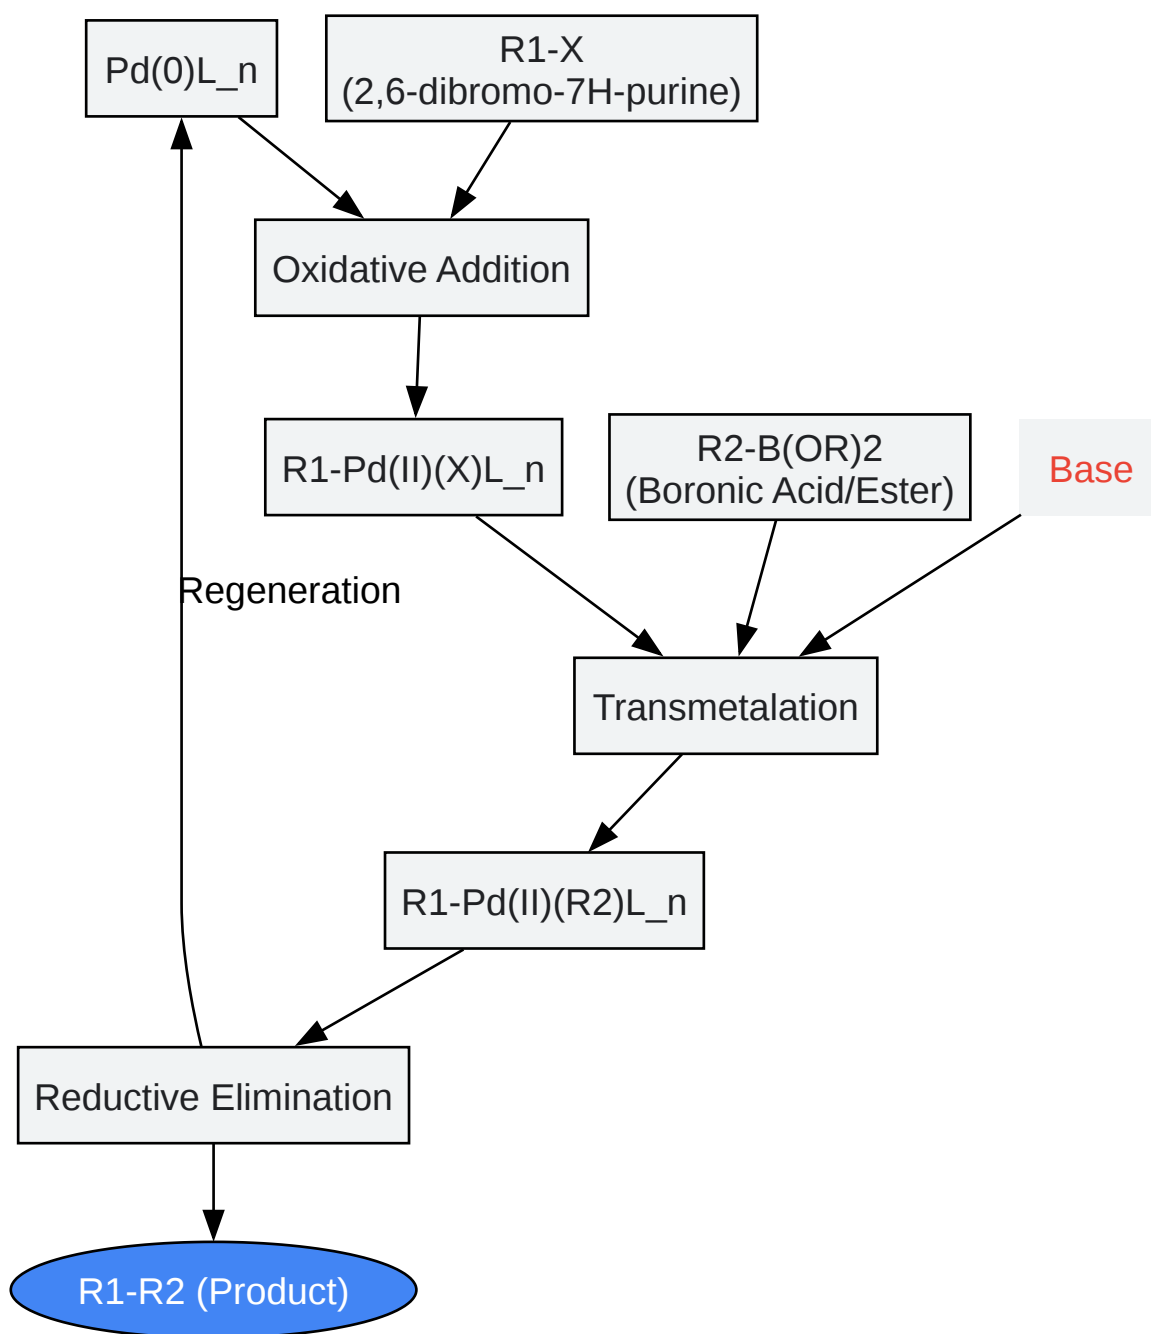 Pd(0)L_n
R1-X
(2,6-dibromo-7H-purine)
Oxidative Addition
R1-Pd(II)(X)L_n
R2-B(OR)2
(Boronic Acid/Ester)
Base
Regeneration
Transmetalation
R1-Pd(II)(R2)L_n
Reductive Elimination
R1-R2 (Product)